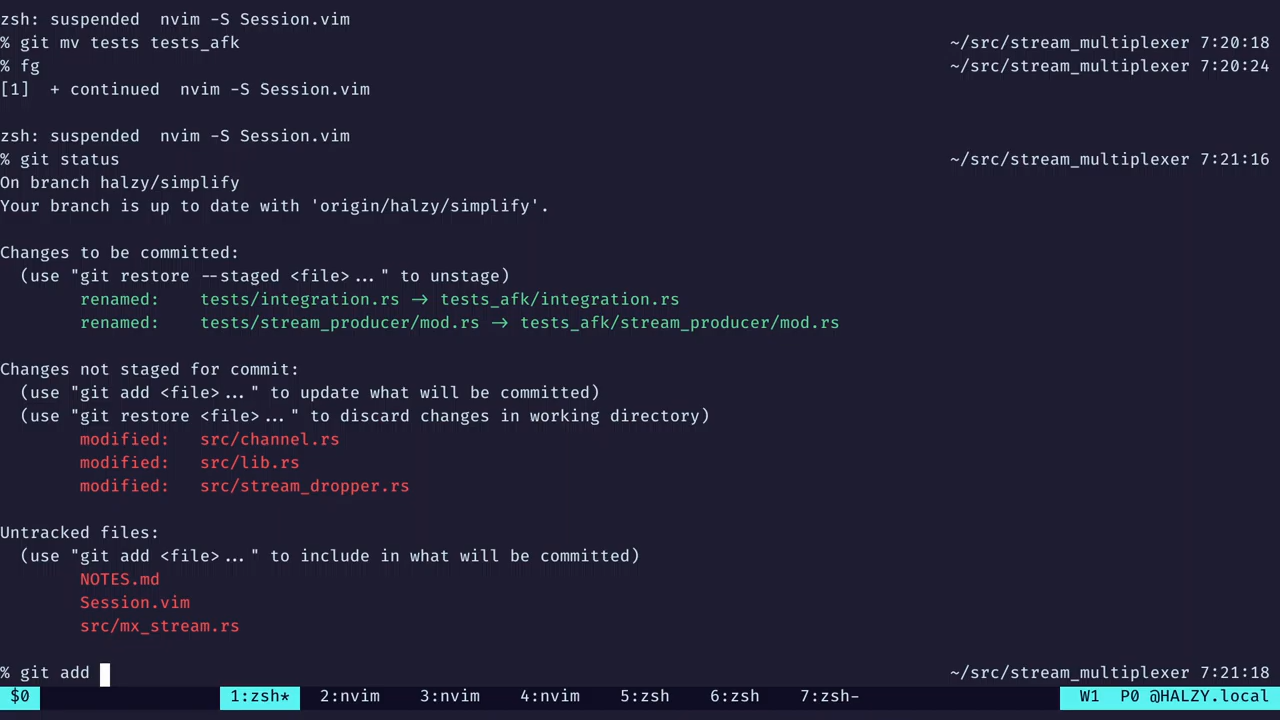 zsh: suspended  nvim -S Session.vim
% git mv tests tests_afk ~/src/stream_multiplexer 7:20:18
% fg ~/src/stream_multiplexer 7:20:24
[1]  + continued  nvim -S Session.vim
zsh: suspended  nvim -S Session.vim
% git status ~/src/stream_multiplexer 7:21:16
On branch halzy/simplify
Your branch is up to date with 'origin/halzy/simplify'.
Changes to be committed:
  (use "git restore --staged <file>..." to unstage)
        renamed:    tests/integration.rs -> tests_afk/integration.rs
        renamed:    tests/stream_producer/mod.rs -> tests_afk/stream_producer/mod.rs
Changes not staged for commit:
  (use "git add <file>..." to update what will be committed)
  (use "git restore <file>..." to discard changes in working directory)
        modified:   src/channel.rs
        modified:   src/lib.rs
        modified:   src/stream_dropper.rs
Untracked files:
  (use "git add <file>..." to include in what will be committed)
        NOTES.md
        Session.vim
        src/mx_stream.rs
% git add ~/src/stream_multiplexer 7:21:18
$0 1:zsh* 2:nvim 3:nvim 4:nvim 5:zsh 6:zsh 7:zsh- W1 P0 @HALZY.local